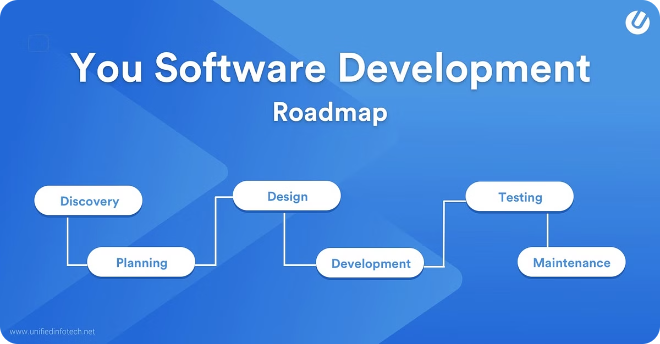 You Software Development
Roadmap
Discovery
Planning
Design
Development
Testing
Maintenance
www.unifiedinfotech.net